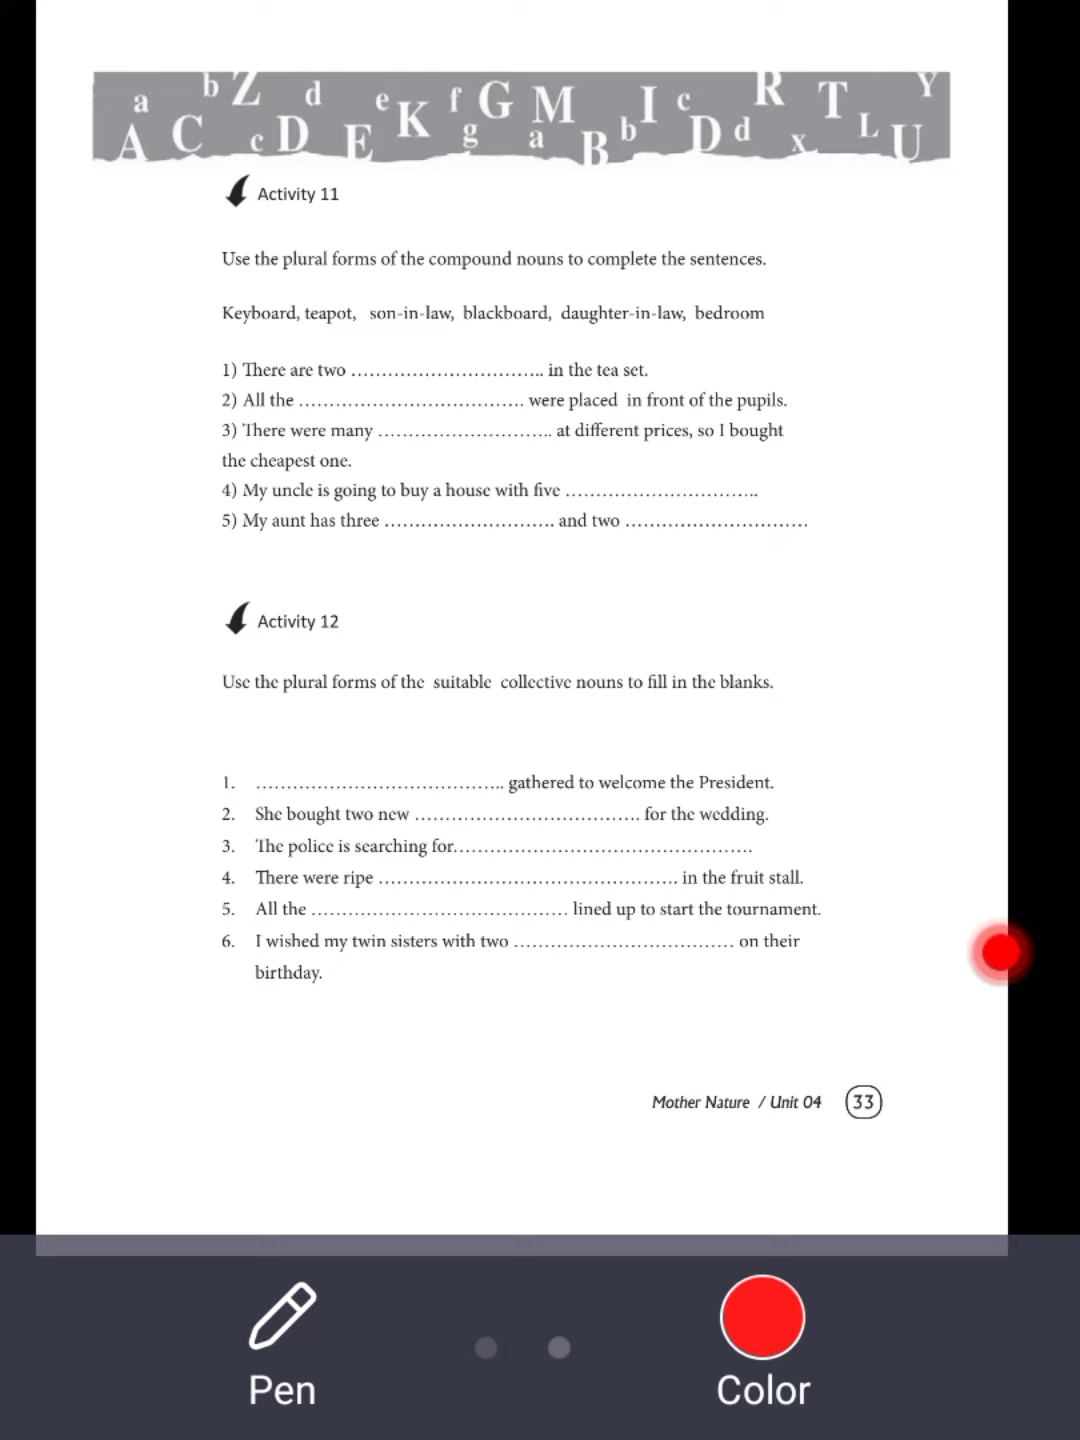 a b Z d e K f G M I c R T Y
A C c D E g a B b D d x L U
Activity 11
Use the plural forms of the compound nouns to complete the sentences.
Keyboard, teapot, son-in-law, blackboard, daughter-in-law, bedroom
1) There are two ................................ in the tea set.
2) All the ..................................... were placed in front of the pupils.
3) There were many ............................. at different prices, so I bought
the cheapest one.
4) My uncle is going to buy a house with five ................................
5) My aunt has three ............................ and two ..............................
Activity 12
Use the plural forms of the suitable collective nouns to fill in the blanks.
1. ......................................... gathered to welcome the President.
2. She bought two new ..................................... for the wedding.
3. The police is searching for.................................................
4. There were ripe ................................................. in the fruit stall.
5. All the .......................................... lined up to start the tournament.
6. I wished my twin sisters with two .................................... on their
birthday.
Mother Nature / Unit 04 33
Pen Color